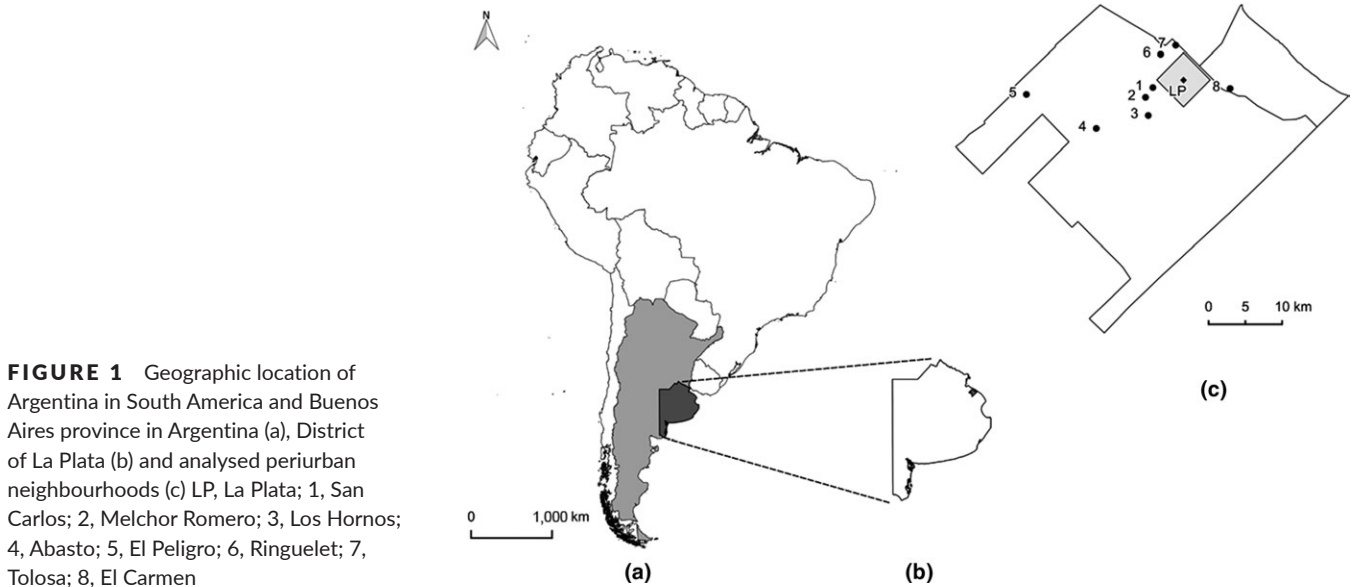 FIGURE 1 Geographic location of
Argentina in South America and Buenos
Aires province in Argentina (a), District
of La Plata (b) and analysed periurban
neighbourhoods (c) LP, La Plata; 1, San
Carlos; 2, Melchor Romero; 3, Los Hornos;
4, Abasto; 5, El Peligro; 6, Ringuelet; 7,
Tolosa; 8, El Carmen
N
0 1,000 km
(a)
(b)
7
6
5
1
LP
8
2
3
4
0 5 10 km
(c)